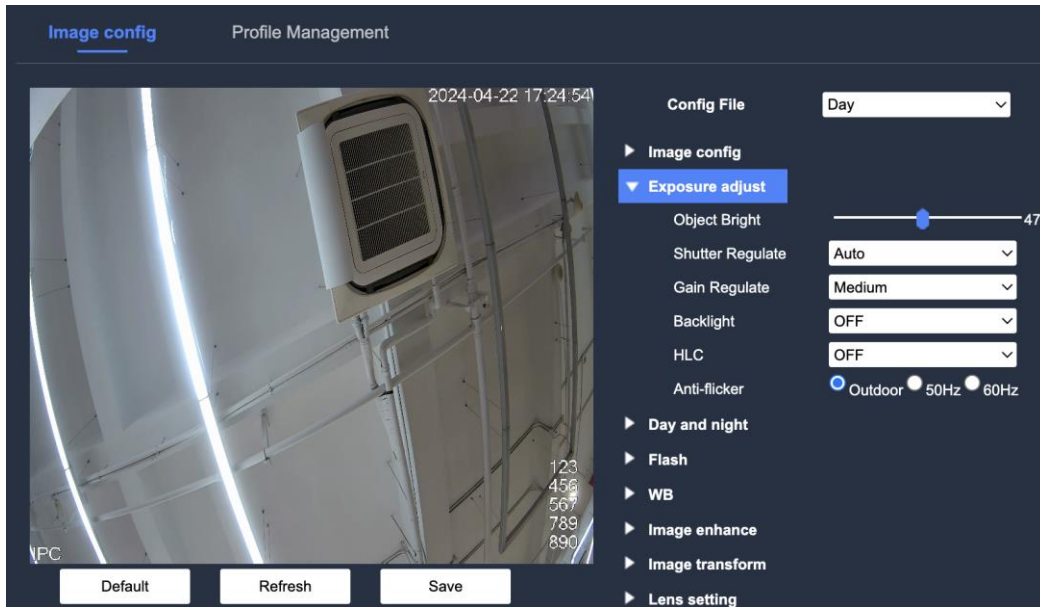 Image config Profile Management
2024-04-22 17:24:54
123
456
567
789
890
IPC
Default Refresh Save
Config File Day
Image config
Exposure adjust
Object Bright 47
Shutter Regulate Auto
Gain Regulate Medium
Backlight OFF
HLC OFF
Anti-flicker Outdoor 50Hz 60Hz
Day and night
Flash
WB
Image enhance
Image transform
Lens setting